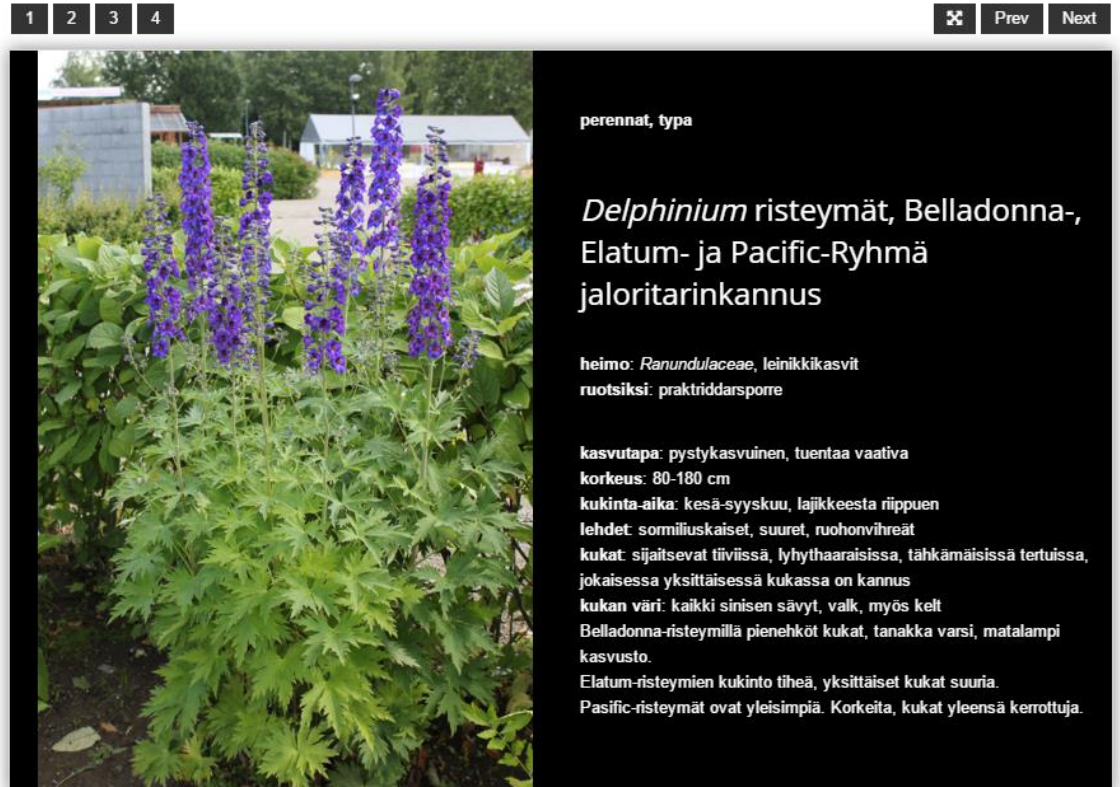 1 2 3 4 Prev Next
perennat, typa
Delphinium risteymät, Belladonna-,
Elatum- ja Pacific-Ryhmä
jaloritarinkannus
heimo: Ranundulaceae, leinikkikasvit
ruotsiksi: praktriddarsporre
kasvutapa: pystykasvuinen, tuentaa vaativa
korkeus: 80-180 cm
kukinta-aika: kesä-syyskuu, lajikkeesta riippuen
lehdet: sormiliuskaiset, suuret, ruohonvihreät
kukat: sijaitsevat tiiviissä, lyhythaaraisissa, tähkämäisissä tertuissa,
jokaisessa yksittäisessä kukassa on kannus
kukan väri: kaikki sinisen sävyt, valk, myös kelt
Belladonna-risteymillä pienehköt kukat, tanakka varsi, matalampi
kasvusto.
Elatum-risteymien kukinto tiheä, yksittäiset kukat suuria.
Pasific-risteymät ovat yleisimpiä. Korkeita, kukat yleensä kerrottuja.